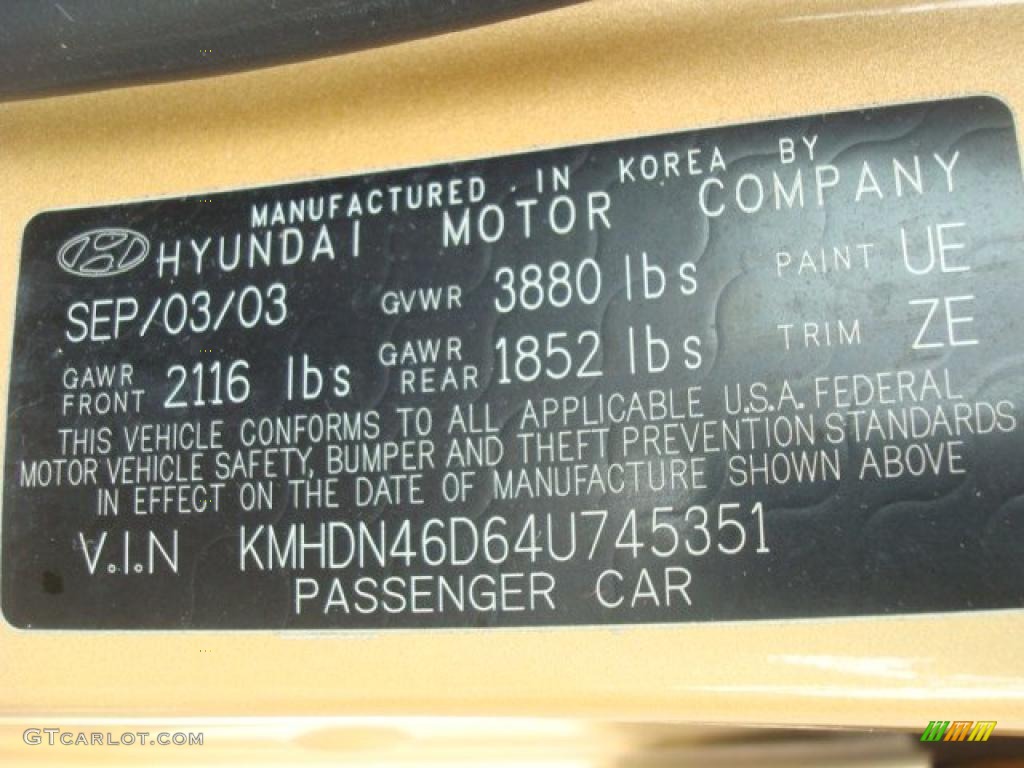 MANUFACTURED IN KOREA BY
HYUNDAI MOTOR COMPANY
SEP/03/03 GVWR 3880 lbs PAINT UE
GAWR FRONT 2116 lbs GAWR REAR 1852 lbs TRIM ZE
THIS VEHICLE CONFORMS TO ALL APPLICABLE U.S.A. FEDERAL
MOTOR VEHICLE SAFETY, BUMPER AND THEFT PREVENTION STANDARDS
IN EFFECT ON THE DATE OF MANUFACTURE SHOWN ABOVE
V.I.N KMHDN46D64U745351
PASSENGER CAR
GTCARLOT.COM